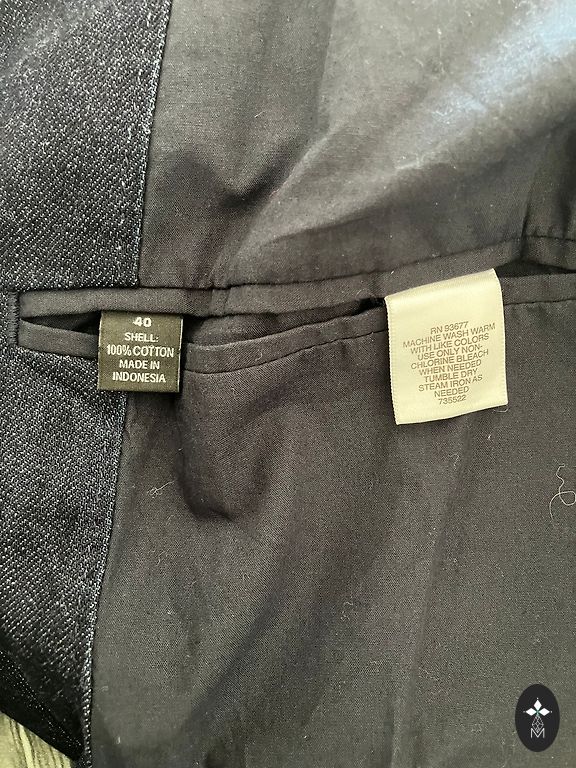 40
SHELL:
100% COTTON
MADE IN
INDONESIA
RN 93677
MACHINE WASH WARM
WITH LIKE COLORS
USE ONLY NON-
CHLORINE BLEACH
WHEN NEEDED
TUMBLE DRY
STEAM IRON AS
NEEDED
735522
M